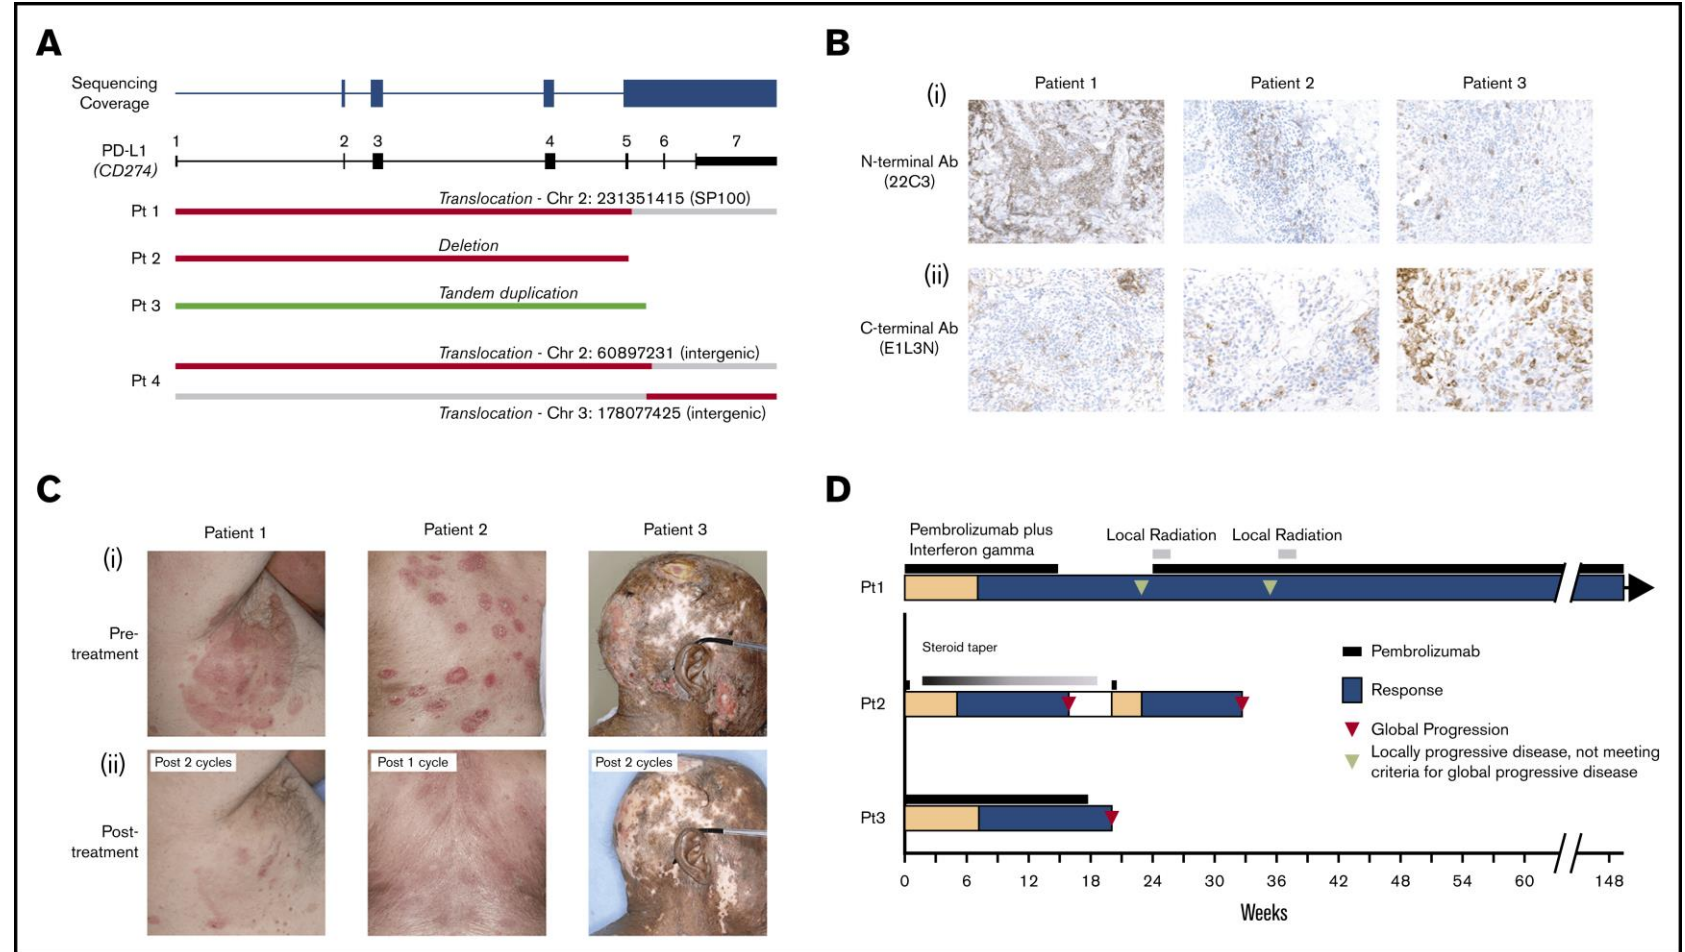 A
Sequencing
Coverage
1 2 3 4 5 6 7
PD-L1
(CD274)
Translocation - Chr 2: 231351415 (SP100)
Pt 1
Deletion
Pt 2
Tandem duplication
Pt 3
Translocation - Chr 2: 60897231 (intergenic)
Pt 4
Translocation - Chr 3: 178077425 (intergenic)
B
Patient 1 Patient 2 Patient 3
(i)
N-terminal Ab
(22C3)
(ii)
C-terminal Ab
(E1L3N)
C
Patient 1 Patient 2 Patient 3
(i)
Pre-
treatment
(ii)
Post 2 cycles Post 1 cycle Post 2 cycles
Post-
treatment
D
Pembrolizumab plus
Interferon gamma
Local Radiation Local Radiation
Pt1
Steroid taper
Pt2
Pt3
Pembrolizumab
Response
Global Progression
Locally progressive disease, not meeting
criteria for global progressive disease
0 6 12 18 24 30 36 42 48 54 60 148
Weeks